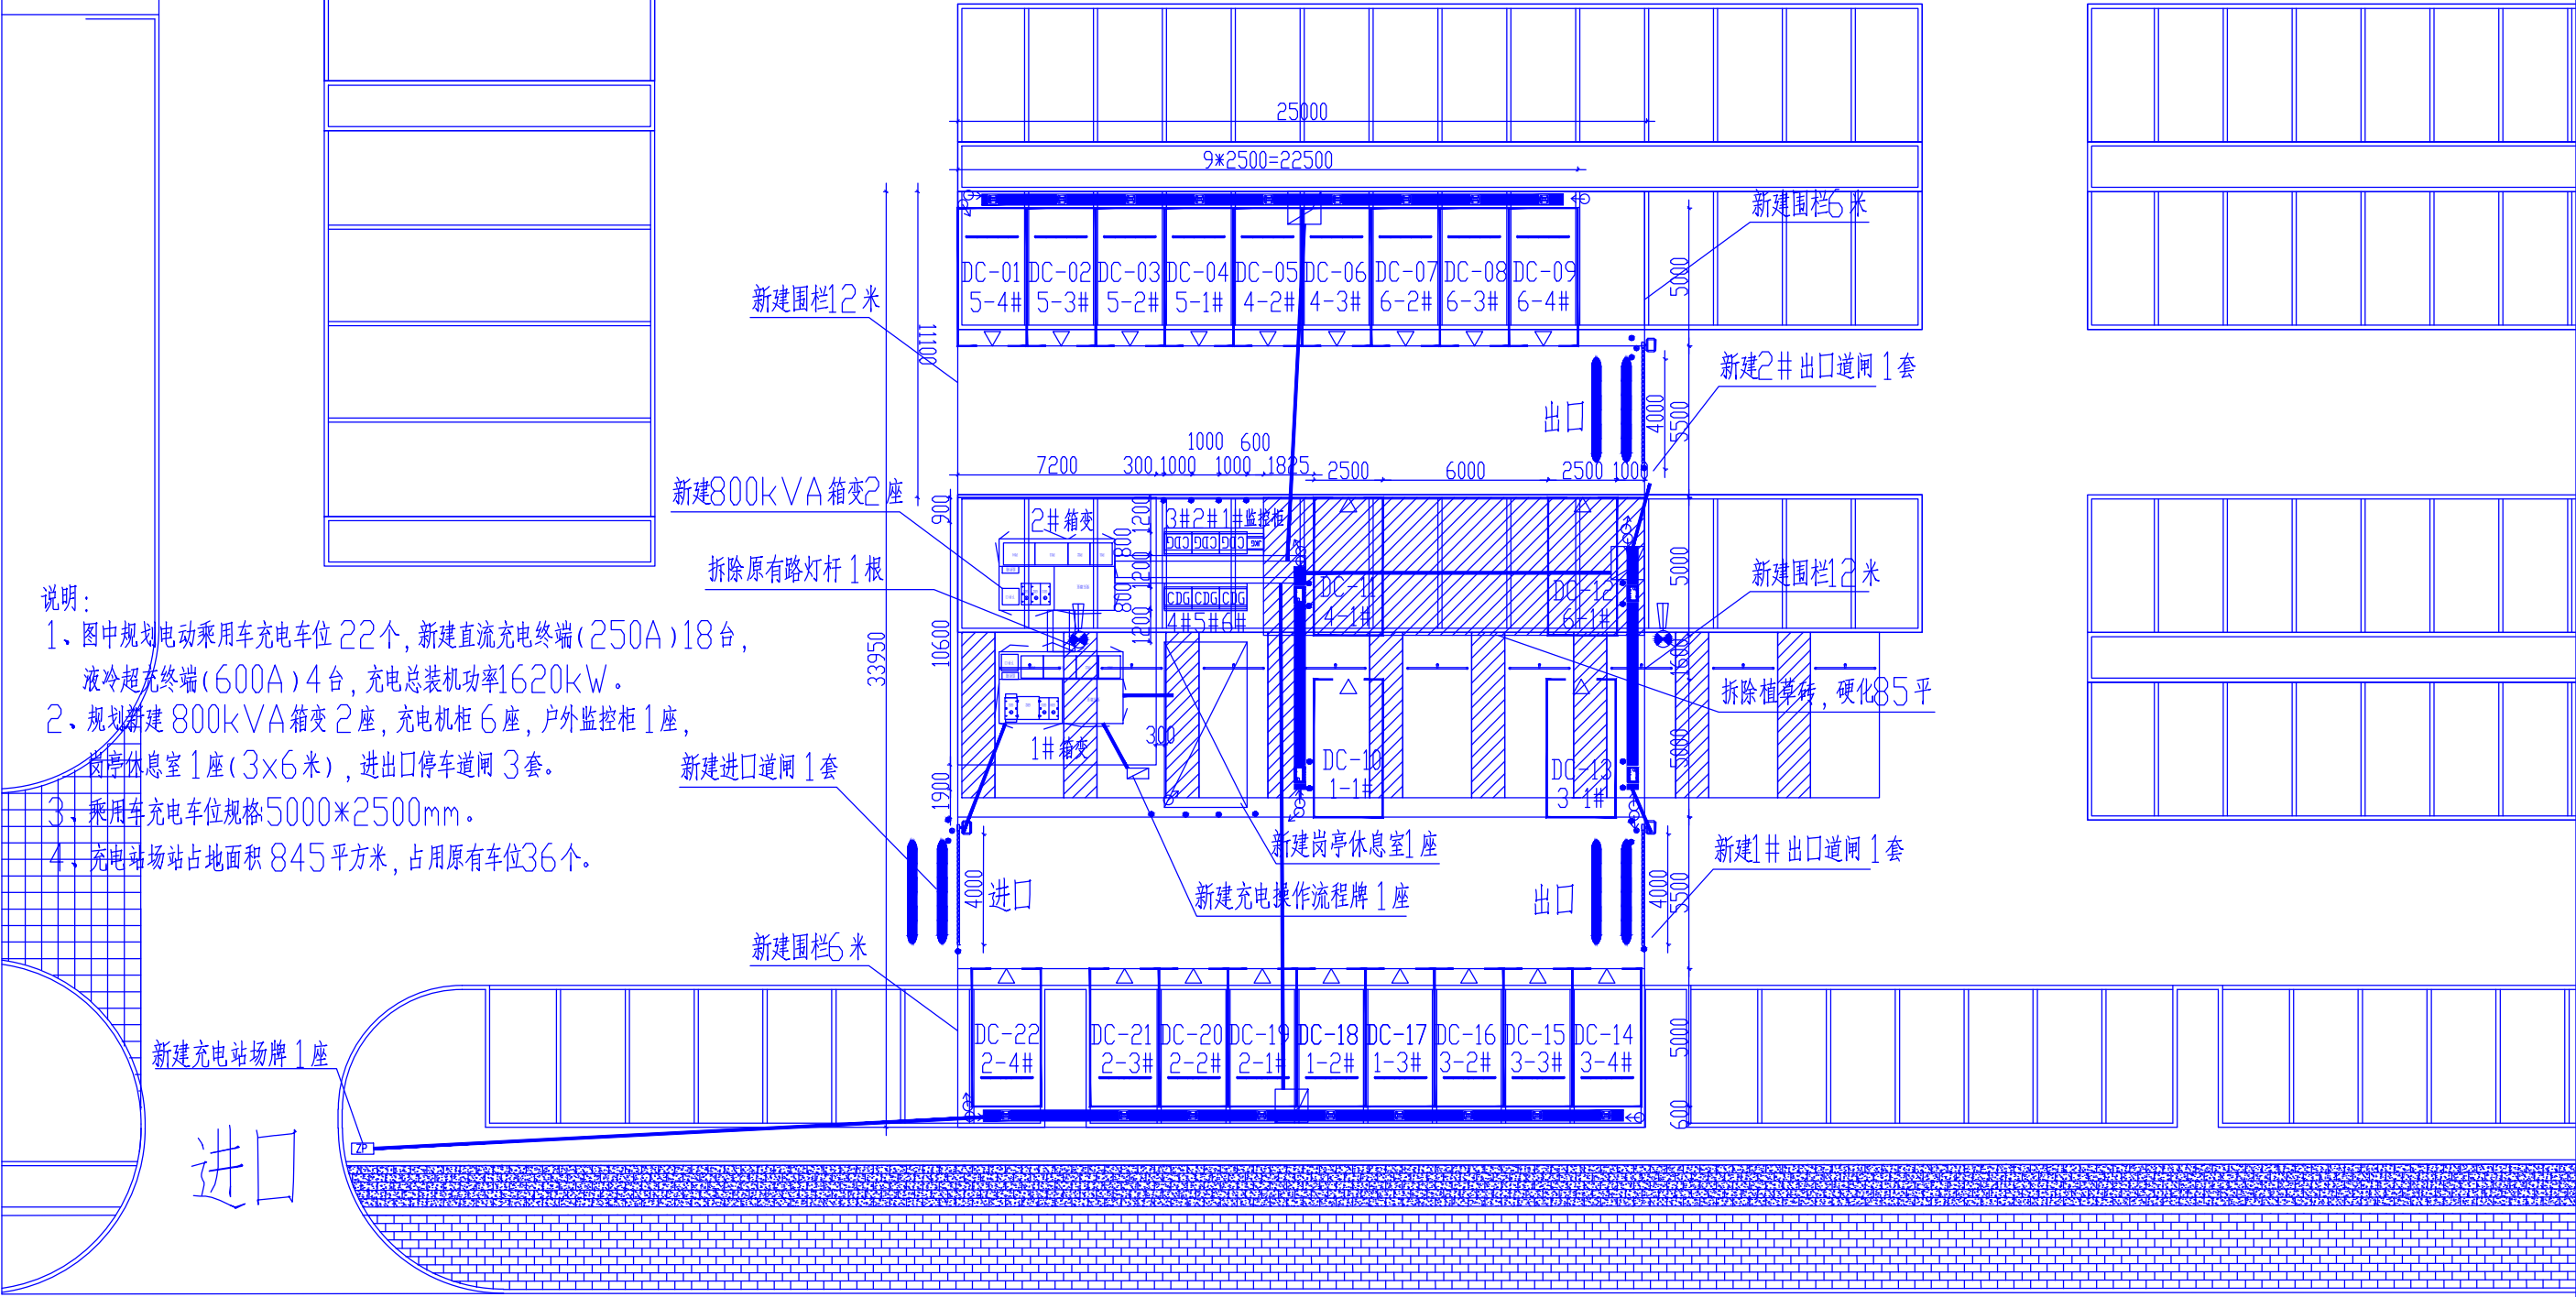 25000
9*2500=22500
新建围栏6米
DC-01 DC-02 DC-03 DC-04 DC-05 DC-06 DC-07 DC-08 DC-09
5-4# 5-3# 5-2# 5-1# 4-2# 4-3# 6-2# 6-3# 6-4#
5000
新建围栏12米
11100
新建2#出口道闸1套
出口
4000
5500
1000 600
7200 300 1000 1000 1825 2500 6000 2500 1000
新建800kVA箱变2座
900
2#箱变
1200
3#2#1#监控柜
CDG CDG CDG JKG
800
1200
拆除原有路灯杆1根
800
CDG CDG CDG
4#5#6#
1200
DC-11
4-1#
DC-12
6-1#
5000
新建围栏12米
说明:
1、图中规划电动乘用车充电车位22个,新建直流充电终端(250A)18台,
液冷超充终端(600A)4台,充电总装机功率1620kW。
2、规划新建800kVA箱变2座,充电机柜6座,户外监控柜1座,
岗亭休息室1座(3x6米),进出口停车道闸3套。
3、乘用车充电车位规格5000*2500mm。
4、充电站场站占地面积845平方米,占用原有车位36个。
33950
10600
1600
拆除植草砖,硬化85平
1#箱变
300
DC-10
1-1#
DC-13
3-1#
5000
新建进口道闸1套
1900
新建岗亭休息室1座
新建1#出口道闸1套
4000
进口
新建充电操作流程牌1座
出口
4000
5500
新建围栏6米
DC-22 DC-21 DC-20 DC-19 DC-18 DC-17 DC-16 DC-15 DC-14
2-4# 2-3# 2-2# 2-1# 1-2# 1-3# 3-2# 3-3# 3-4#
5000
新建充电站场牌1座
600
ZP
进口